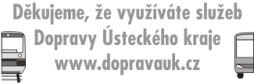 Děkujeme, že využíváte služeb
Dopravy Ústeckého kraje
www.dopravauk.cz